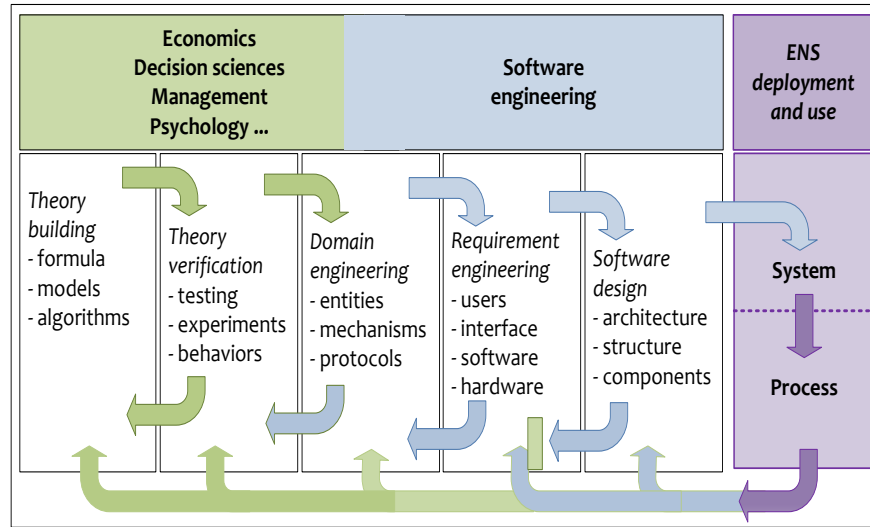 Economics
Decision sciences
Management
Psychology ...
Software
engineering
ENS
deployment
and use
Theory
building
- formula
- models
- algorithms
Theory
verification
- testing
- experiments
- behaviors
Domain
engineering
- entities
- mechanisms
- protocols
Requirement
engineering
- users
- interface
- software
- hardware
Software
design
- architecture
- structure
- components
System
Process